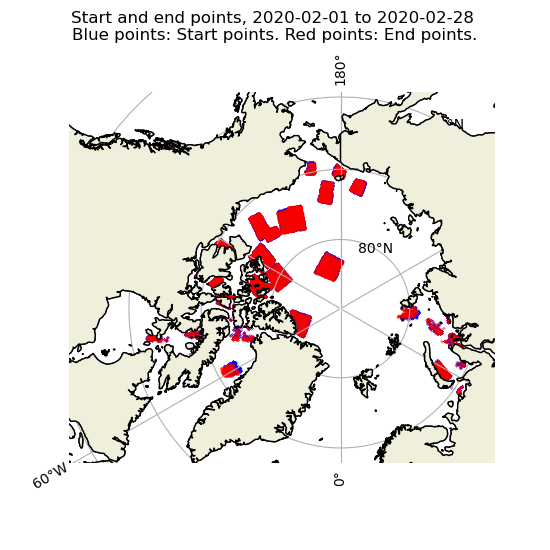 Start and end points, 2020-02-01 to 2020-02-28
Blue points: Start points. Red points: End points.
180°
80°N
60°W
0°